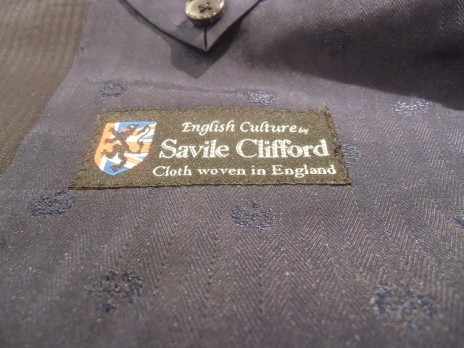 English Culture by
Savile Clifford
Cloth woven in England